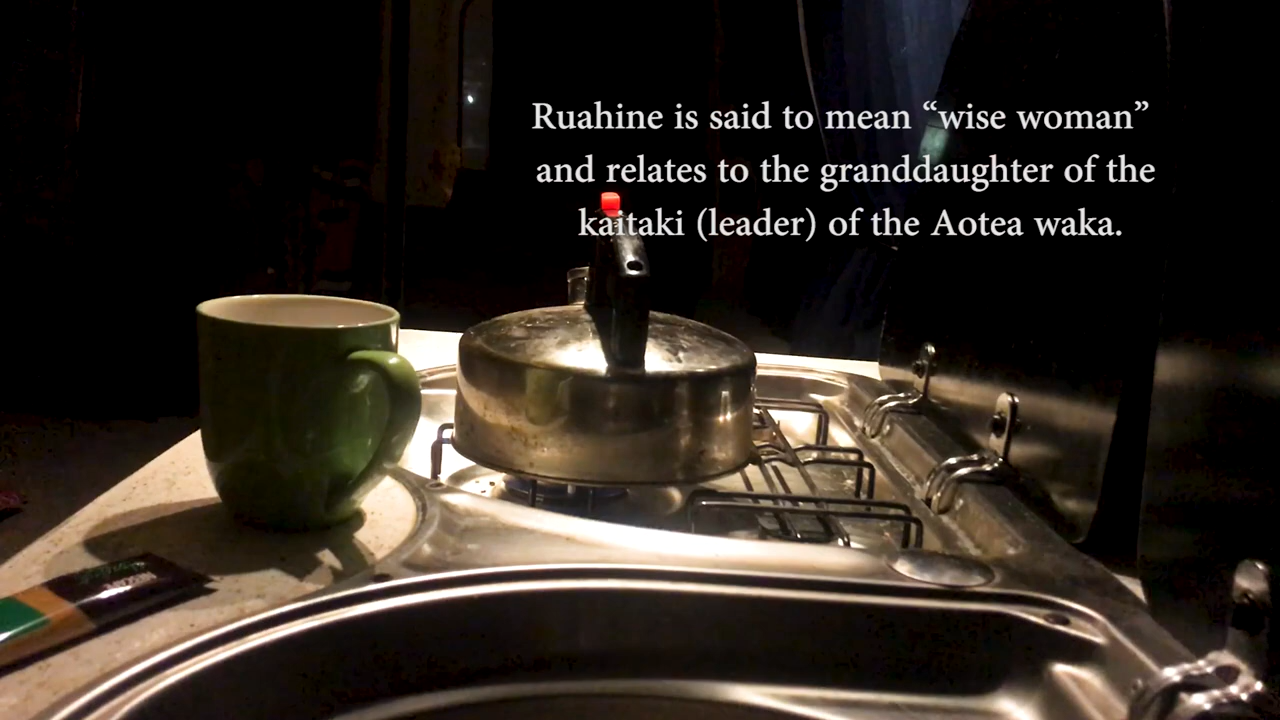 Ruahine is said to mean “wise woman”
and relates to the granddaughter of the
kaitaki (leader) of the Aotea waka.